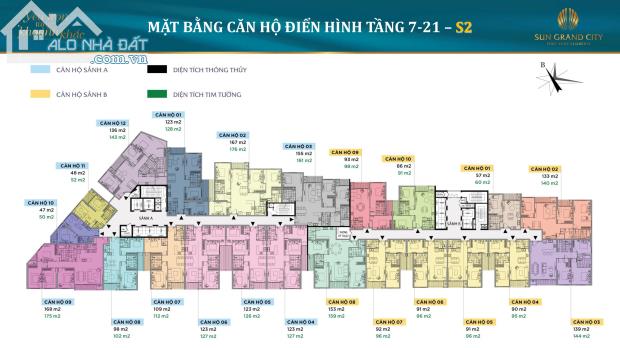 ALO NHÀ ĐẤT
.com.vn
MẶT BẰNG CĂN HỘ ĐIỂN HÌNH TẦNG 7-21 – S2
SUN GRAND CITY
CĂN HỘ SẢNH A
DIỆN TÍCH THÔNG THỦY
CĂN HỘ SẢNH B
DIỆN TÍCH TIM TƯỜNG
B
CĂN HỘ 12
136 m2
143 m2
CĂN HỘ 01
123 m2
128 m2
CĂN HỘ 02
167 m2
176 m2
CĂN HỘ 03
155 m2
161 m2
CĂN HỘ 09
93 m2
98 m2
CĂN HỘ 10
86 m2
91 m2
CĂN HỘ 01
57 m2
60 m2
CĂN HỘ 02
133 m2
140 m2
CĂN HỘ 11
48 m2
52 m2
CĂN HỘ 10
47 m2
50 m2
SẢNH A
SẢNH B
CĂN HỘ 09
169 m2
175 m2
CĂN HỘ 08
98 m2
102 m2
CĂN HỘ 07
109 m2
112 m2
CĂN HỘ 06
123 m2
127 m2
CĂN HỘ 05
123 m2
126 m2
CĂN HỘ 04
123 m2
127 m2
CĂN HỘ 08
153 m2
159 m2
CĂN HỘ 07
92 m2
96 m2
CĂN HỘ 06
91 m2
96 m2
CĂN HỘ 05
91 m2
96 m2
CĂN HỘ 04
90 m2
95 m2
CĂN HỘ 03
139 m2
144 m2